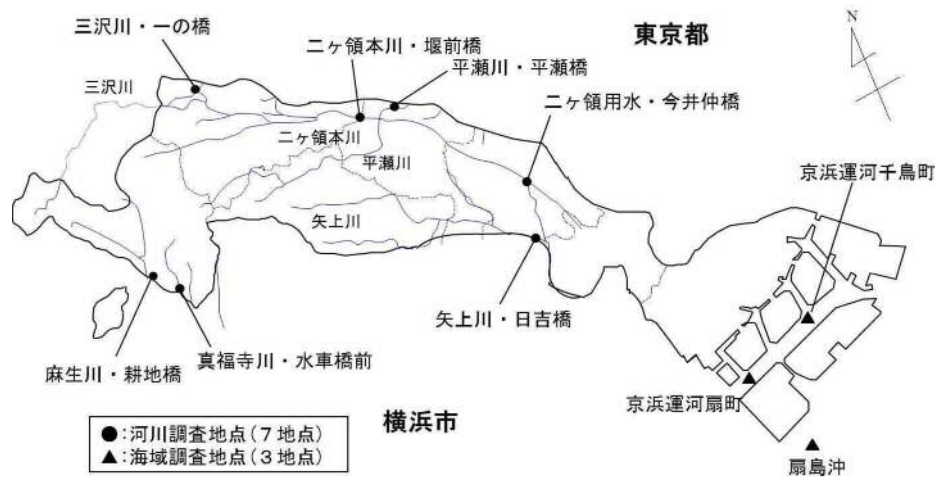 三沢川・一の橋
東京都
N
二ヶ領本川・堰前橋
平瀬川・平瀬橋
三沢川
二ヶ領用水・今井仲橋
二ヶ領本川
平瀬川
京浜運河千鳥町
矢上川
矢上川・日吉橋
真福寺川・水車橋前
麻生川・耕地橋
京浜運河扇町
横浜市
●:河川調査地点(7地点)
▲:海域調査地点(3地点)
扇島沖